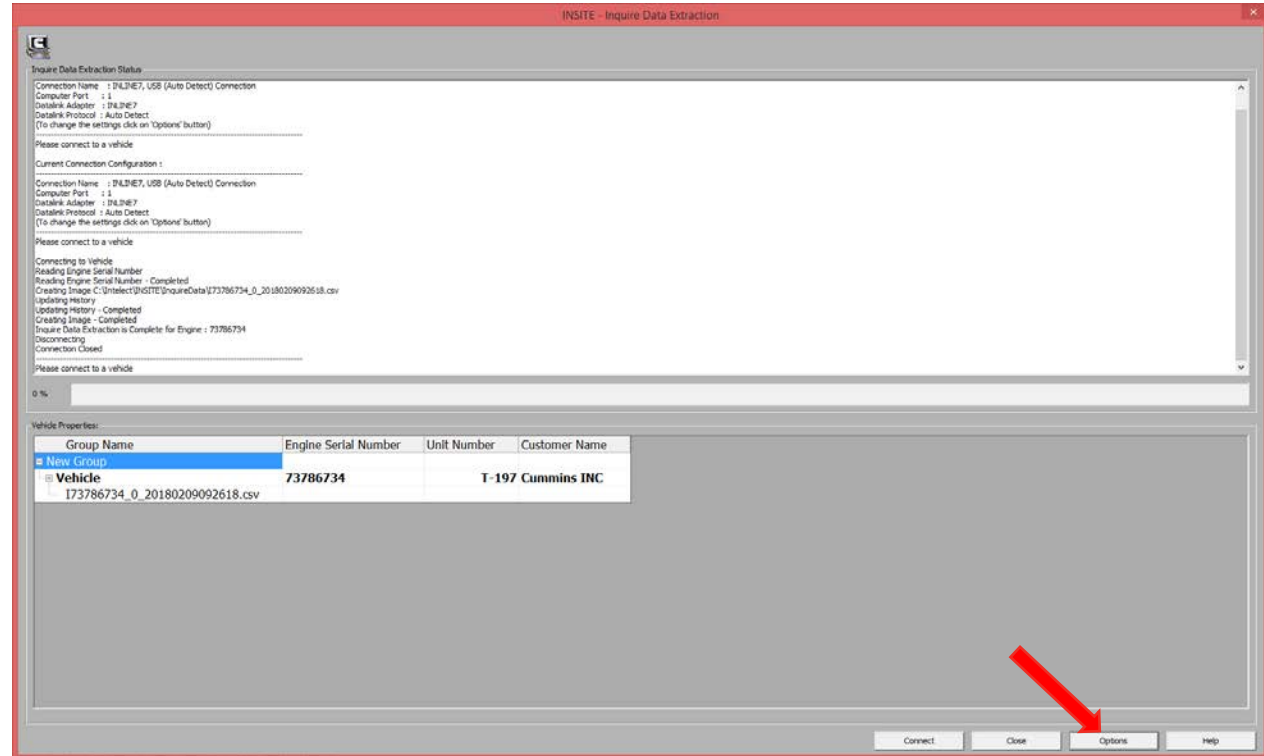 INSITE - Inquire Data Extraction
Inquire Data Extraction Status
Connection Name : INLINE7, USB (Auto Detect) Connection
Computer Port : 1
Datalink Adapter : INLINE7
Datalink Protocol : Auto Detect
(To change the settings click on 'Options' button)
Please connect to a vehicle
Current Connection Configuration :
Connection Name : INLINE7, USB (Auto Detect) Connection
Computer Port : 1
Datalink Adapter : INLINE7
Datalink Protocol : Auto Detect
(To change the settings click on 'Options' button)
Please connect to a vehicle
Connecting to Vehicle
Reading Engine Serial Number
Reading Engine Serial Number - Completed
Creating Image C:\Intelect\INSITE\InquireData\I73786734_0_20180209092618.csv
Updating History
Updating History - Completed
Creating Image - Completed
Inquire Data Extraction is Complete for Engine : 73786734
Disconnecting
Connection Closed
Please connect to a vehicle
0 %
Vehicle Properties:
Group Name Engine Serial Number Unit Number Customer Name
New Group
Vehicle 73786734 T-197 Cummins INC
I73786734_0_20180209092618.csv
Connect Close Options Help